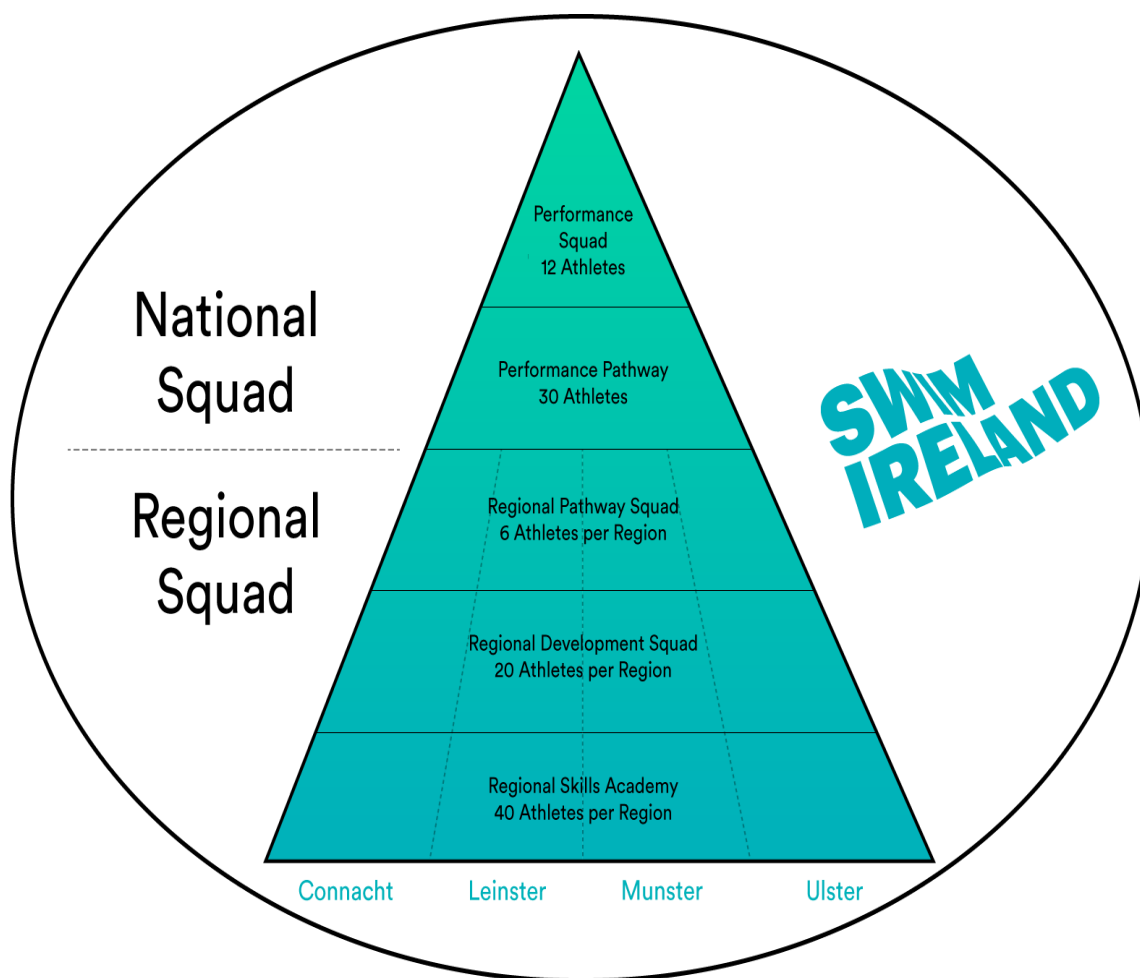 Performance
Squad
12 Athletes
National
Squad
Performance Pathway
30 Athletes
SWIM
IRELAND
Regional
Squad
Regional Pathway Squad
6 Athletes per Region
Regional Development Squad
20 Athletes per Region
Regional Skills Academy
40 Athletes per Region
Connacht Leinster Munster Ulster